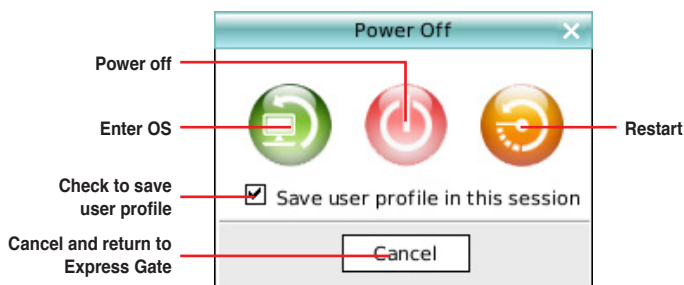 Power Off
Power off
Enter OS
Restart
Check to save
user profile
Save user profile in this session
Cancel and return to
Express Gate
Cancel